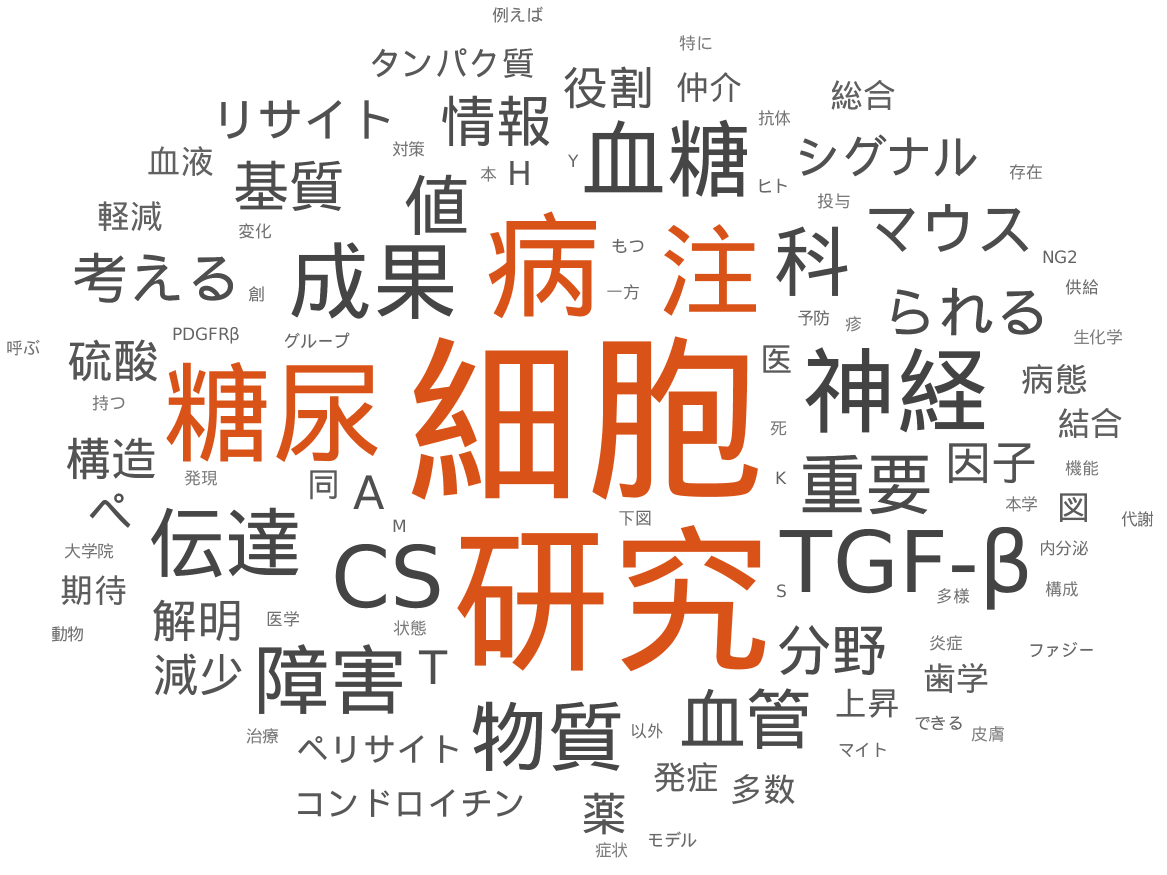 例えば
特に
タンパク質
役割
仲介
総合
リサイト
情報
血糖
抗体
シグナル
血液
対策
基質
本
H
Y
ヒト
存在
値
投与
軽減
変化
成果
病
もつ
注
科
マウス
NG2
考える
創
一方
られる
供給
予防
疹
生化学
PDGFRβ
グループ
呼ぶ
硫酸
糖尿
細胞
医
神経
病態
持つ
死
結合
構造
発現
同
A
K
重要
因子
機能
ペ
M
下図
本学
図
代謝
伝達
CS
研究
TGF-β
内分泌
大学院
期待
S
多様
構成
動物
解明
医学
状態
減少
障害
T
分野
炎症
ファジー
歯学
上昇
治療
ペリサイト
物質
以外
血管
できる
皮膚
マイト
コンドロイチン
発症
多数
薬
症状
モデル